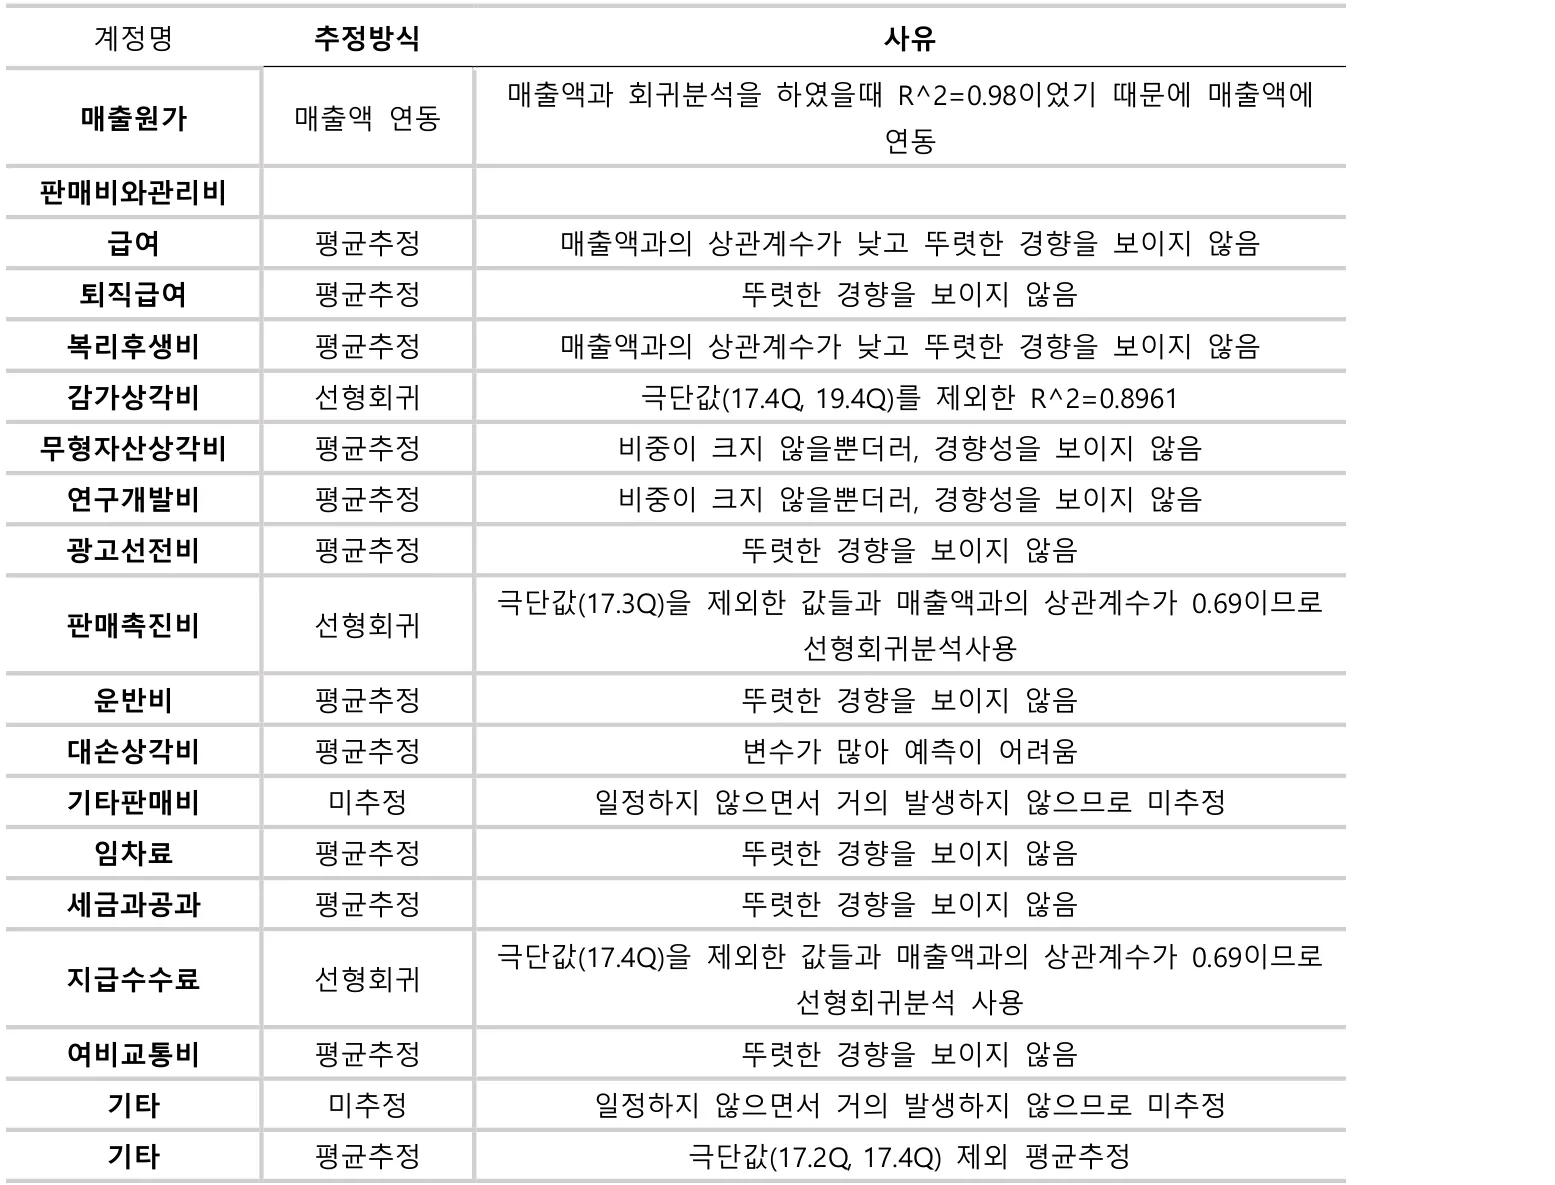 계정명 추정방식 사유
매출원가 매출액 연동 매출액과 회귀분석을 하였을때 R^2=0.98이었기 때문에 매출액에
연동
판매비와관리비
급여 평균추정 매출액과의 상관계수가 낮고 뚜렷한 경향을 보이지 않음
퇴직급여 평균추정 뚜렷한 경향을 보이지 않음
복리후생비 평균추정 매출액과의 상관계수가 낮고 뚜렷한 경향을 보이지 않음
감가상각비 선형회귀 극단값(17.4Q, 19.4Q)를 제외한 R^2=0.8961
무형자산상각비 평균추정 비중이 크지 않을뿐더러, 경향성을 보이지 않음
연구개발비 평균추정 비중이 크지 않을뿐더러, 경향성을 보이지 않음
광고선전비 평균추정 뚜렷한 경향을 보이지 않음
판매촉진비 선형회귀 극단값(17.3Q)을 제외한 값들과 매출액과의 상관계수가 0.69이므로
선형회귀분석사용
운반비 평균추정 뚜렷한 경향을 보이지 않음
대손상각비 평균추정 변수가 많아 예측이 어려움
기타판매비 미추정 일정하지 않으면서 거의 발생하지 않으므로 미추정
임차료 평균추정 뚜렷한 경향을 보이지 않음
세금과공과 평균추정 뚜렷한 경향을 보이지 않음
지급수수료 선형회귀 극단값(17.4Q)을 제외한 값들과 매출액과의 상관계수가 0.69이므로
선형회귀분석 사용
여비교통비 평균추정 뚜렷한 경향을 보이지 않음
기타 미추정 일정하지 않으면서 거의 발생하지 않으므로 미추정
기타 평균추정 극단값(17.2Q, 17.4Q) 제외 평균추정